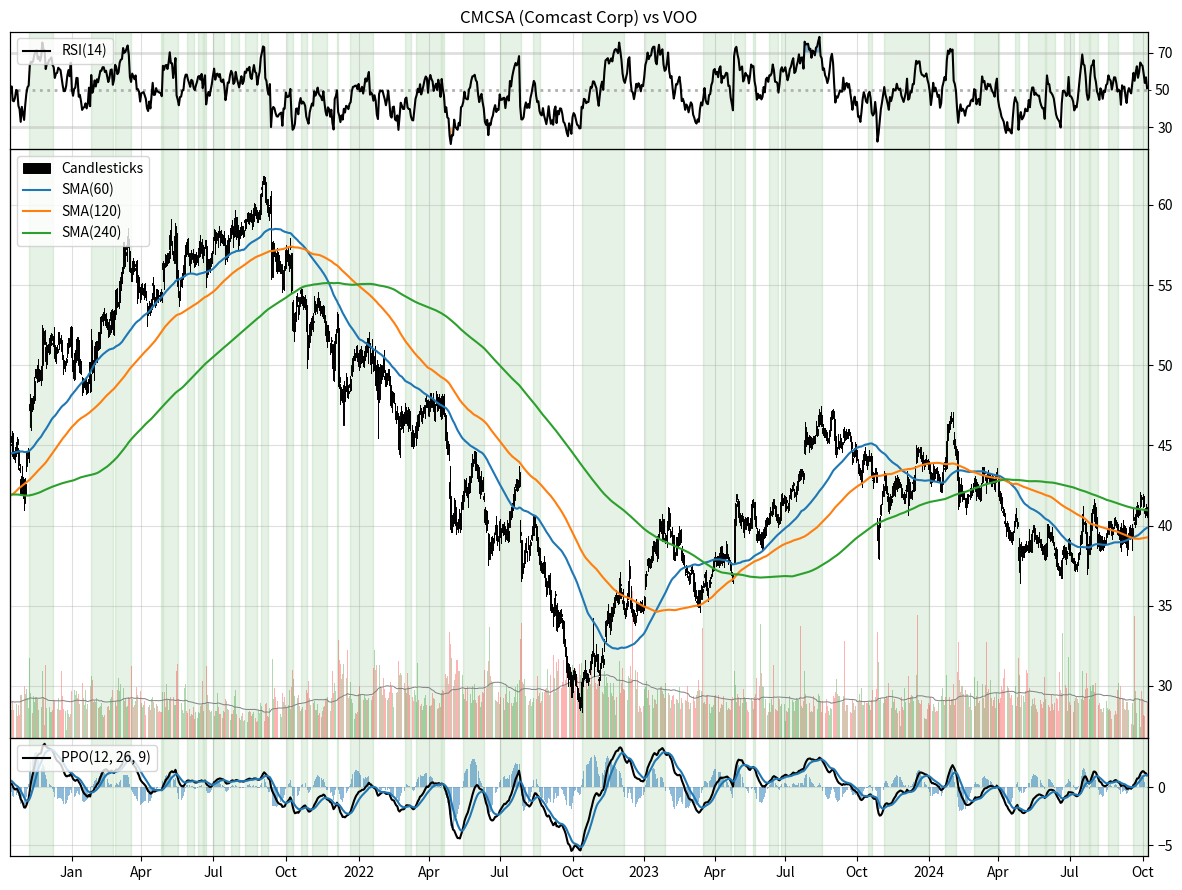 CMCSA (Comcast Corp) vs VOO
RSI(14)
70
50
30
Candlesticks
SMA(60)
SMA(120)
SMA(240)
60
55
50
45
40
35
30
PPO(12, 26, 9)
0
−5
Jan Apr Jul Oct 2022 Apr Jul Oct 2023 Apr Jul Oct 2024 Apr Jul Oct